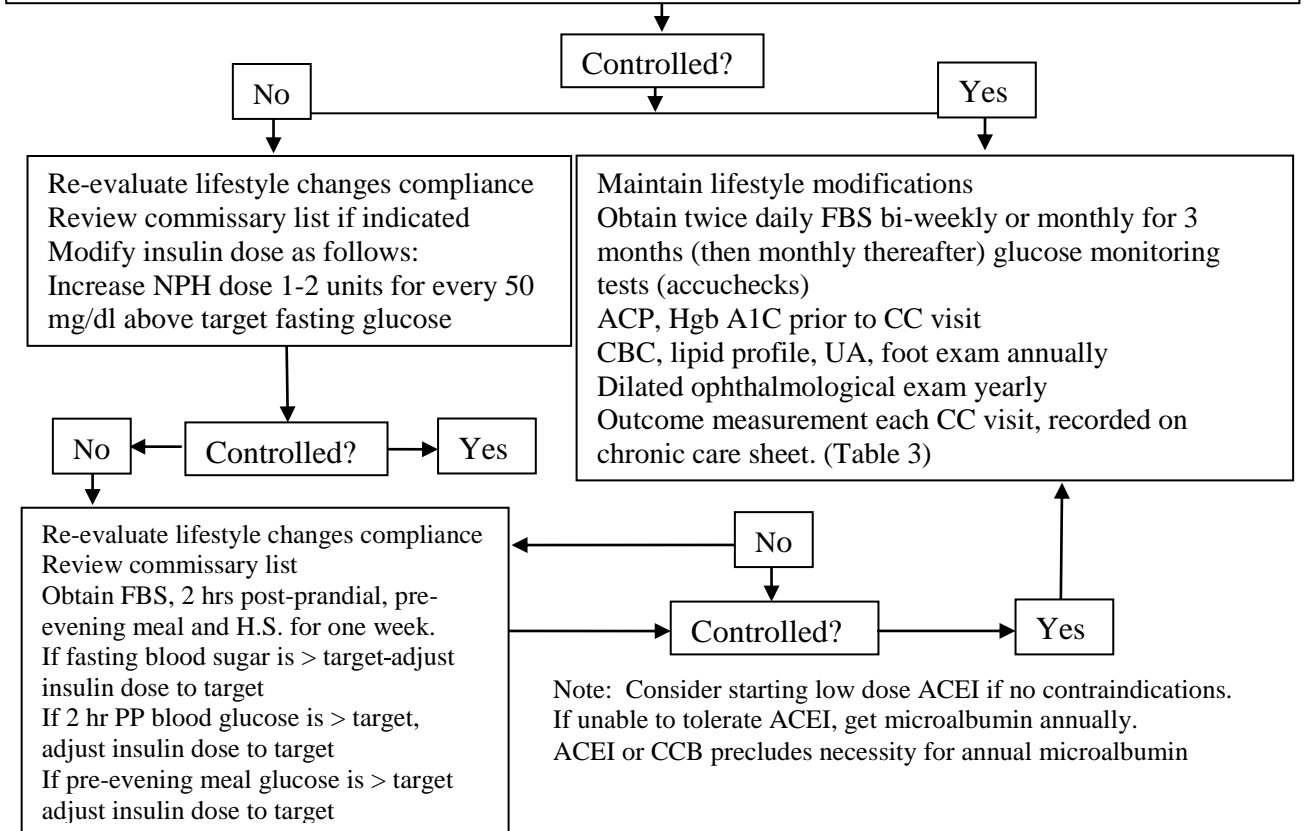 Controlled?
No
Yes
Re-evaluate lifestyle changes compliance
Review commissary list if indicated
Modify insulin dose as follows:
Increase NPH dose 1-2 units for every 50
mg/dl above target fasting glucose
Maintain lifestyle modifications
Obtain twice daily FBS bi-weekly or monthly for 3
months (then monthly thereafter) glucose monitoring
tests (accuchecks)
ACP, Hgb A1C prior to CC visit
CBC, lipid profile, UA, foot exam annually
Dilated ophthalmological exam yearly
Outcome measurement each CC visit, recorded on
chronic care sheet. (Table 3)
No
Controlled?
Yes
Re-evaluate lifestyle changes compliance
Review commissary list
Obtain FBS, 2 hrs post-prandial, pre-
evening meal and H.S. for one week.
If fasting blood sugar is > target-adjust
insulin dose to target
If 2 hr PP blood glucose is > target,
adjust insulin dose to target
If pre-evening meal glucose is > target
adjust insulin dose to target
No
Controlled?
Yes
Note: Consider starting low dose ACEI if no contraindications.
If unable to tolerate ACEI, get microalbumin annually.
ACEI or CCB precludes necessity for annual microalbumin